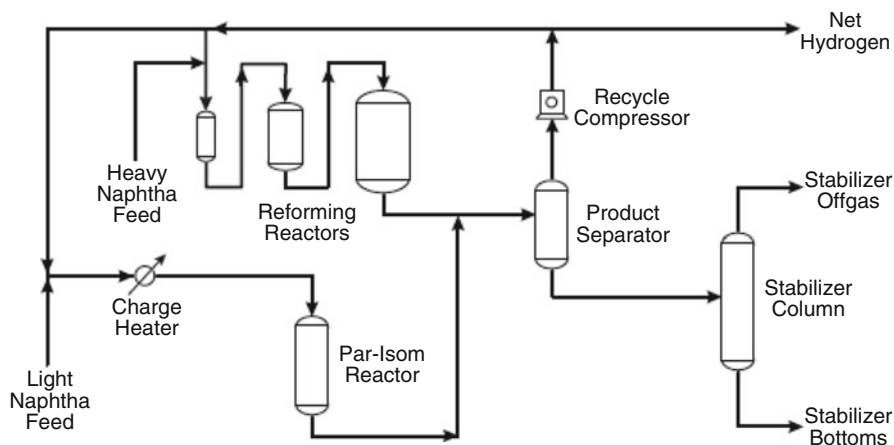 Net
Hydrogen
Recycle
Compressor
Heavy
Naphtha
Feed
Reforming
Reactors
Product
Separator
Stabilizer
Offgas
Charge
Heater
Stabilizer
Column
Par-Isom
Reactor
Light
Naphtha
Feed
Stabilizer
Bottoms